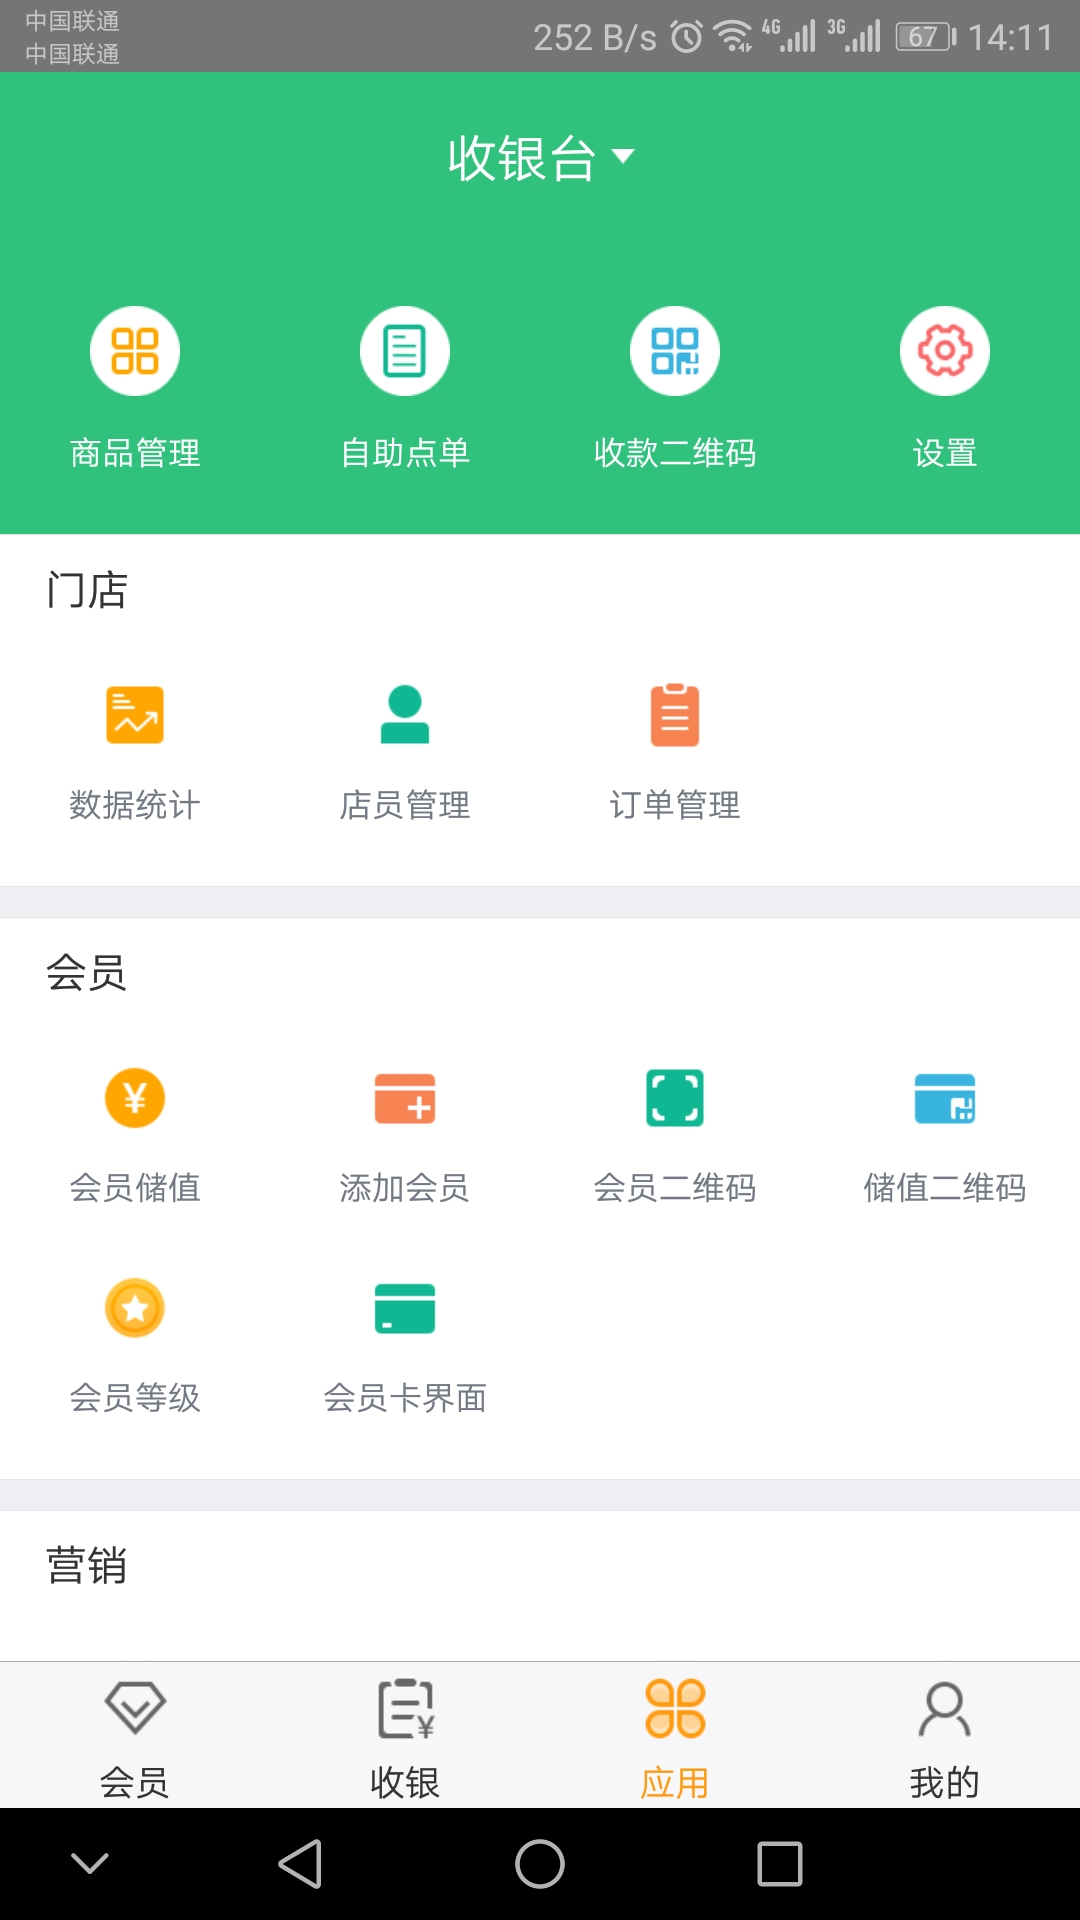 中国联通
中国联通
252 B/s 4G 3G 67 14:11
收银台
商品管理 自助点单 收款二维码 设置
门店
数据统计 店员管理 订单管理
会员
¥
会员储值 添加会员 会员二维码 储值二维码
会员等级 会员卡界面
营销
¥
会员 收银 应用 我的